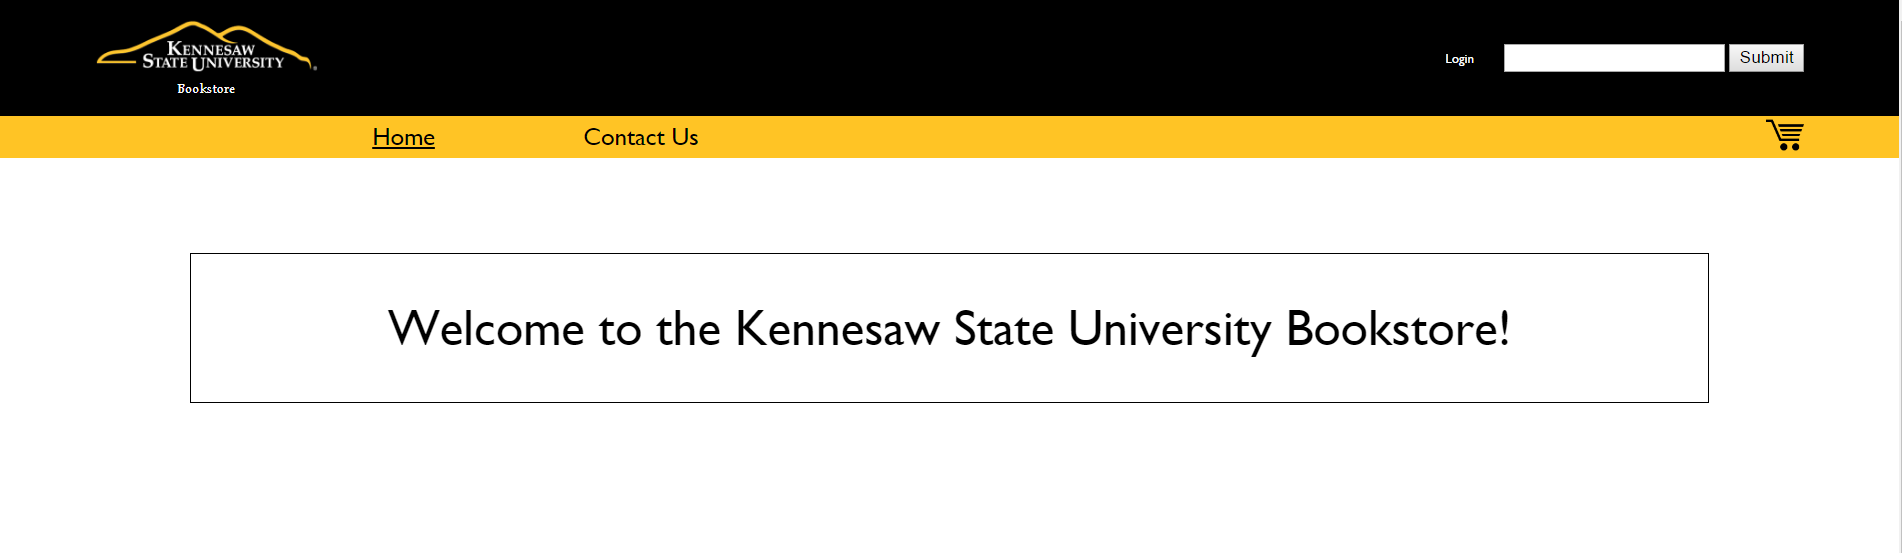 KENNESAW
STATE UNIVERSITY
Bookstore
Login
Submit
Home
Contact Us
Welcome to the Kennesaw State University Bookstore!